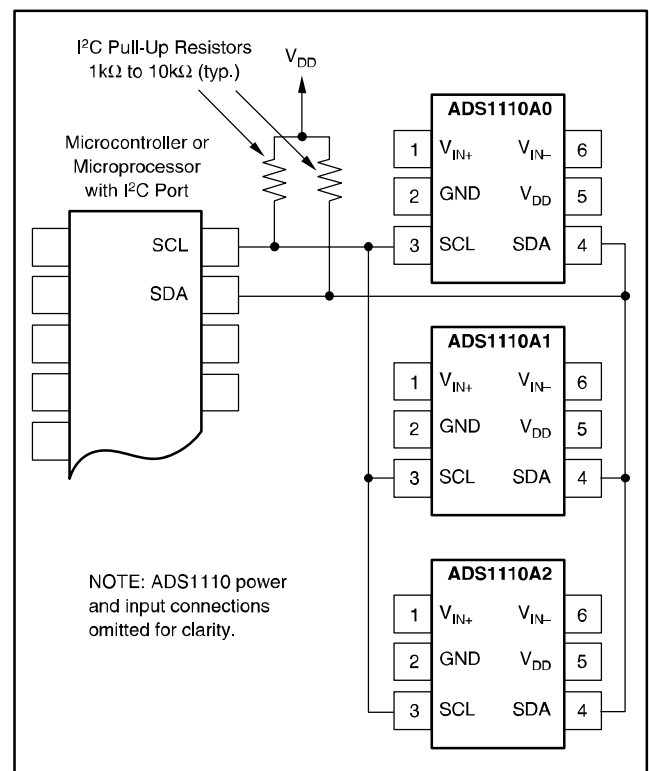 I²C Pull-Up Resistors
1kΩ to 10kΩ (typ.)
V_DD
Microcontroller or
Microprocessor
with I²C Port
SCL
SDA
ADS1110A0
1 V_IN+ V_IN– 6
2 GND V_DD 5
3 SCL SDA 4
ADS1110A1
1 V_IN+ V_IN– 6
2 GND V_DD 5
3 SCL SDA 4
ADS1110A2
1 V_IN+ V_IN– 6
2 GND V_DD 5
3 SCL SDA 4
NOTE: ADS1110 power
and input connections
omitted for clarity.